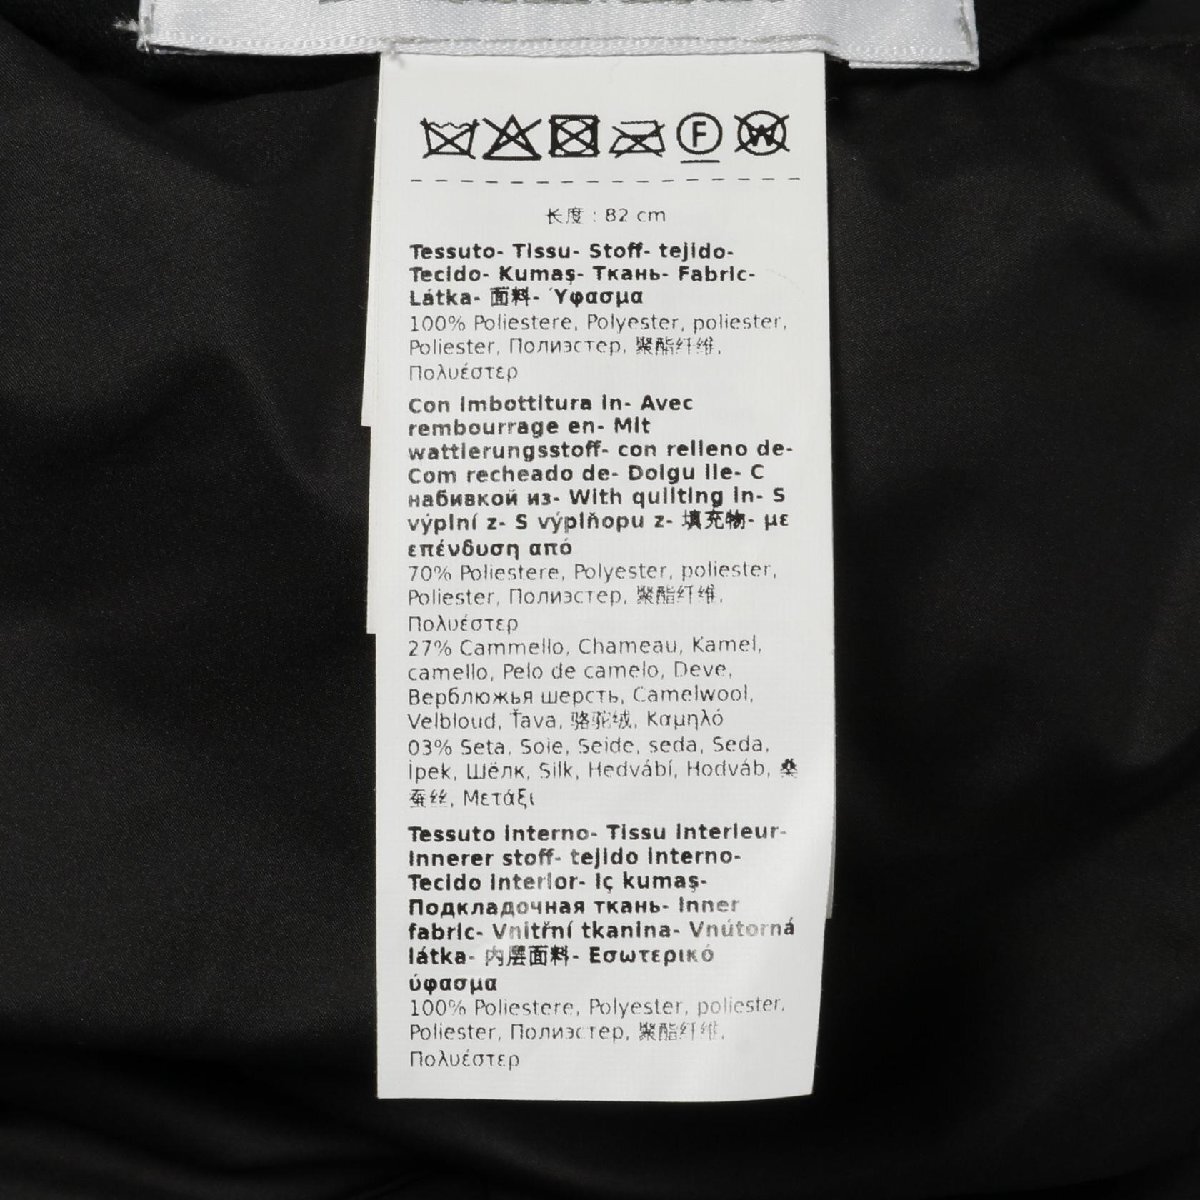 F W
长度 : 82 cm
Tessuto- Tissu- Stoff- tejido-
Tecido- Kumaş- Ткань- Fabric-
Látka- 面料- Ύφασμα
100% Poliestere, Polyester, poliester,
Poliester, Полиэстер, 聚酯纤维,
Πολυέστερ
Con imbottitura in- Avec
rembourrage en- Mit
wattierungsstoff- con relleno de-
Com recheado de- Dolgu ile- С
набивкой из- With quilting in- S
výplní z- S výplňopu z- 填充物- με
επένδυση από
70% Poliestere, Polyester, poliester,
Poliester, Полиэстер, 聚酯纤维,
Πολυέστερ
27% Cammello, Chameau, Kamel,
camello, Pelo de camelo, Deve,
Верблюжья шерсть, Camelwool,
Velbloud, Ťava, 骆驼绒, Καμηλό
03% Seta, Soie, Seide, seda, Seda,
İpek, Шёлк, Silk, Hedvábí, Hodváb, 桑
蚕丝, Μετάξι
Tessuto interno- Tissu interieur-
Innerer stoff- tejido interno-
Tecido interior- Iç kumaş-
Подкладочная ткань- Inner
fabric- Vnitřní tkanina- Vnútorná
látka- 内层面料- Εσωτερικό
ύφασμα
100% Poliestere, Polyester, poliester,
Poliester, Полиэстер, 聚酯纤维,
Πολυέστερ